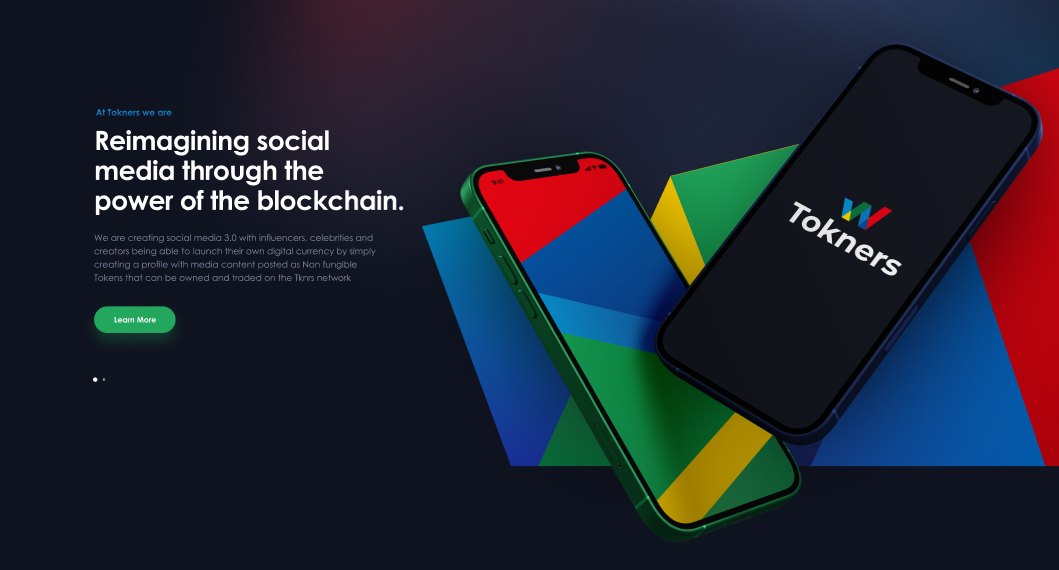 At Tokners we are
Reimagining social
media through the
power of the blockchain.
We are creating social media 3.0 with influencers, celebrities and
creators being able to launch their own digital currency by simply
creating a profile with media content posted as Non fungible
Tokens that can be owned and traded on the Tknrs network
Learn More
9:41
Tokners